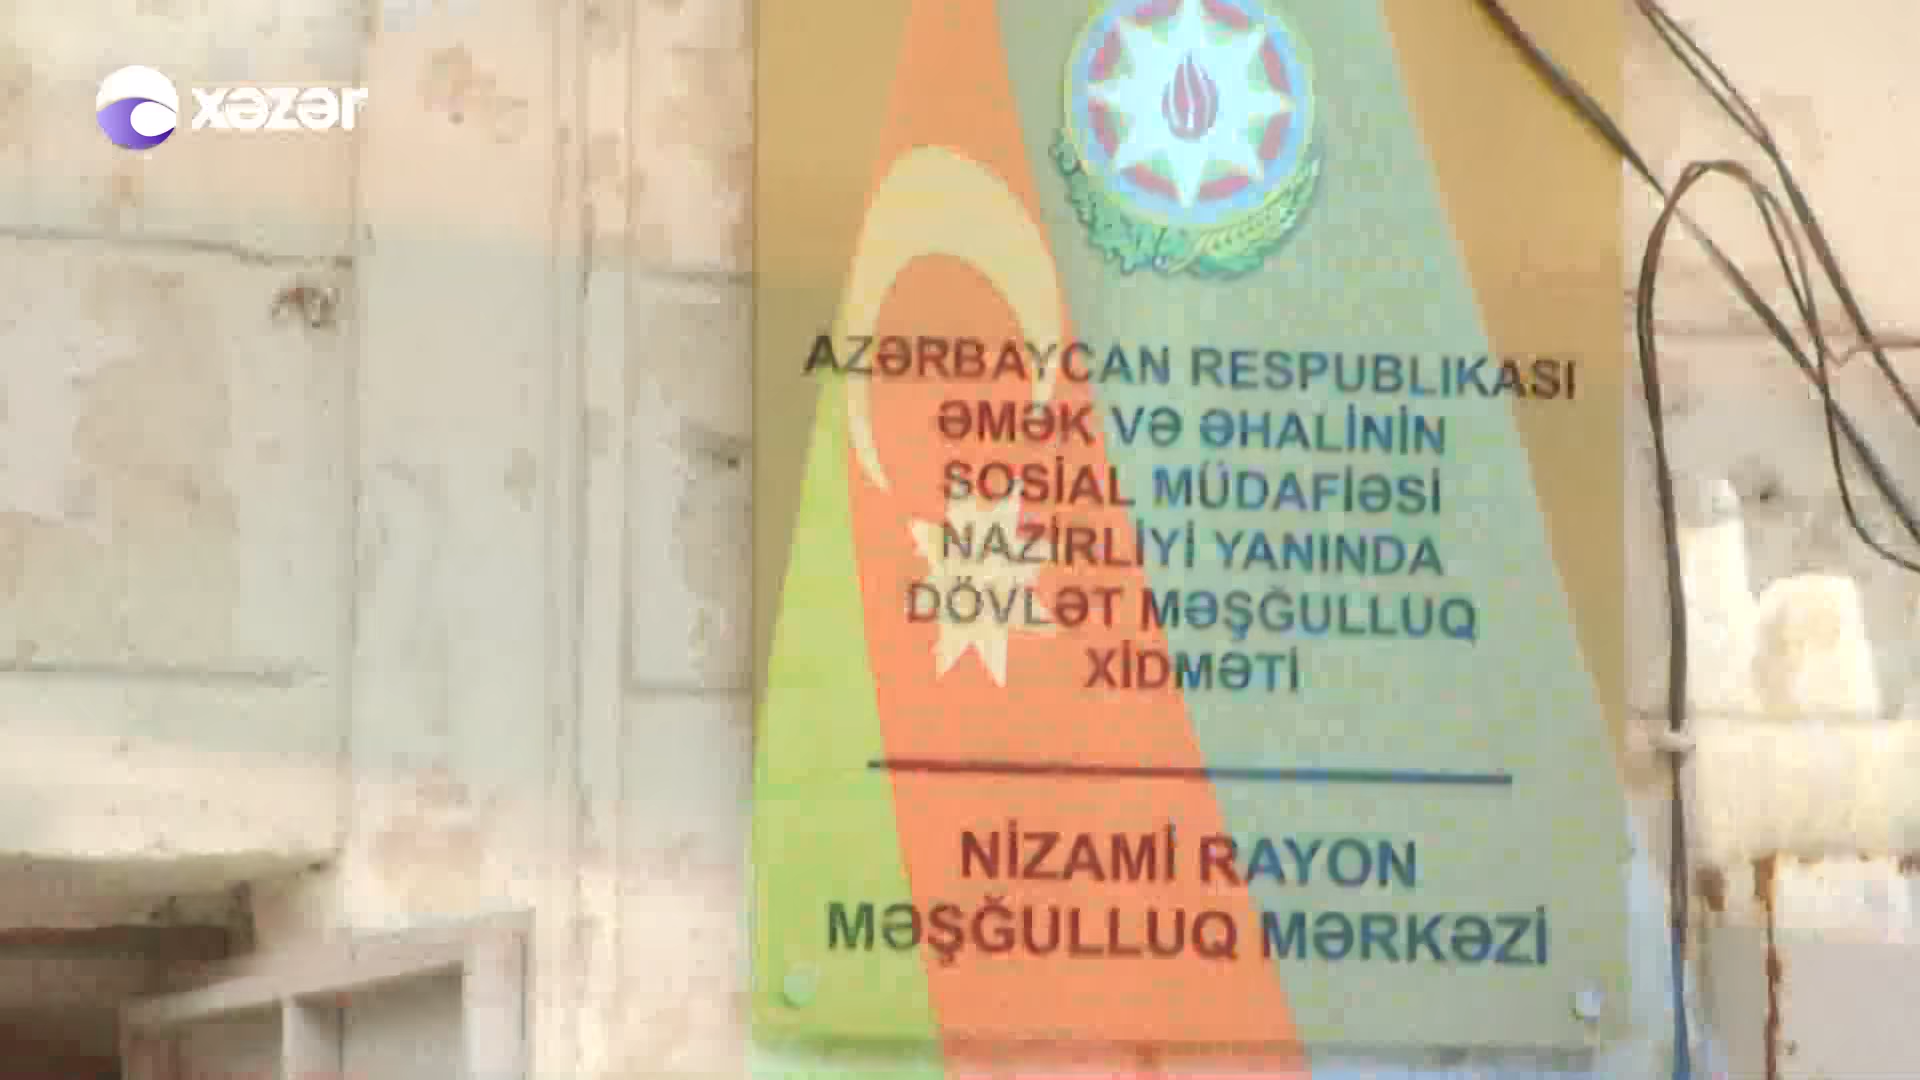 xəzər
AZƏRBAYCAN RESPUBLIKASI
ƏMƏK VƏ ƏHALİNİN
SOSİAL MÜDAFİƏSİ
NAZİRLİYİ YANINDA
DÖVLƏT MƏŞĞULLUQ
XİDMƏTİ
NİZAMİ RAYON
MƏŞĞULLUQ MƏRKƏZİ